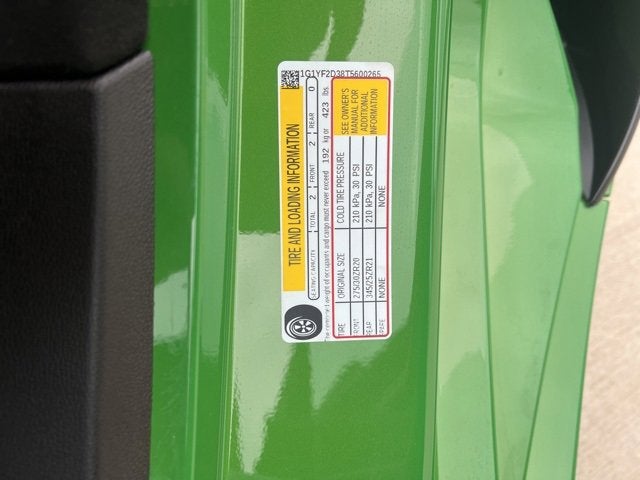 1G1YF2D38T5600265
TIRE AND LOADING INFORMATION
SEATING CAPACITY TOTAL 2 FRONT 2 REAR 0
The combined weight of occupants and cargo must never exceed 192 kg or 423 lbs.
TIRE ORIGINAL SIZE COLD TIRE PRESSURE
FRONT 275/30ZR20 210 kPa, 30 PSI
REAR 345/25ZR21 210 kPa, 30 PSI
SPARE NONE NONE
SEE OWNER'S
MANUAL FOR
ADDITIONAL
INFORMATION